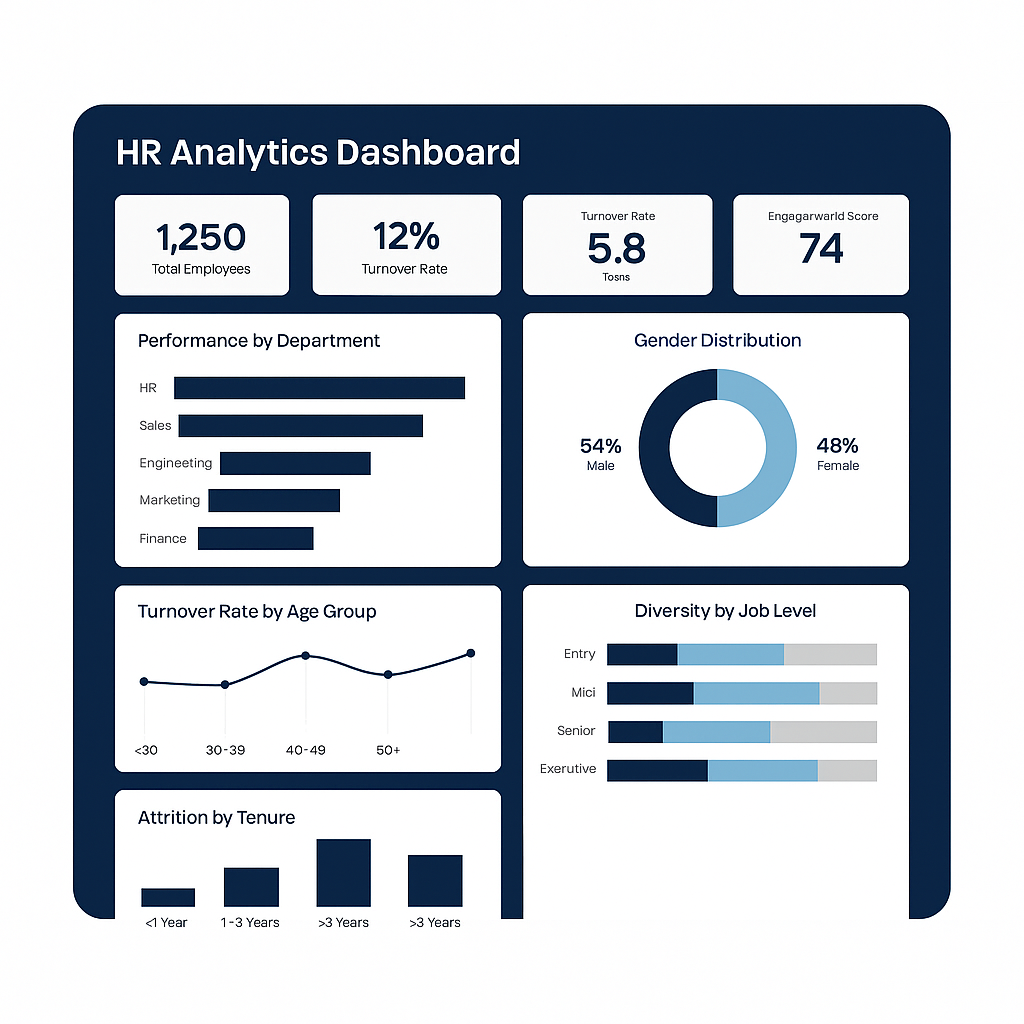 HR Analytics Dashboard
1,250
Total Employees
12%
Turnover Rate
Turnover Rate
5.8
Tosns
Engagarwarld Score
74
Performance by Department
HR
Sales
Engineeting
Marketing
Finance
Gender Distribution
54%
Male
48%
Female
Turnover Rate by Age Group
<30
30-39
40-49
50+
Diversity by Job Level
Entry
Mici
Senior
Exerutive
Attrition by Tenure
<1 Year
1-3 Years
>3 Years
>3 Years